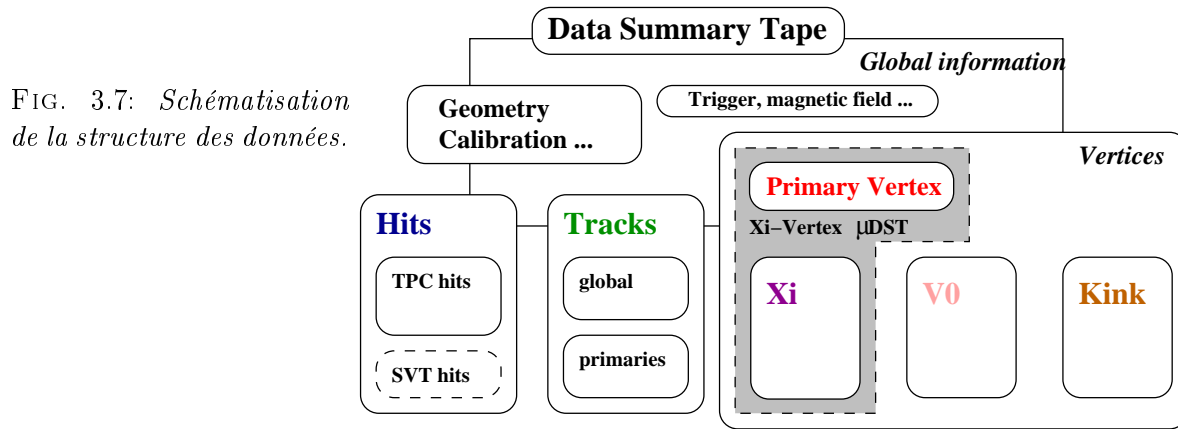 Data Summary Tape
Global information
FIG. 3.7: Schématisation
de la structure des données.
Geometry
Calibration ...
Trigger, magnetic field ...
Vertices
Primary Vertex
Xi−Vertex µDST
Hits
TPC hits
SVT hits
Tracks
global
primaries
Xi
V0
Kink